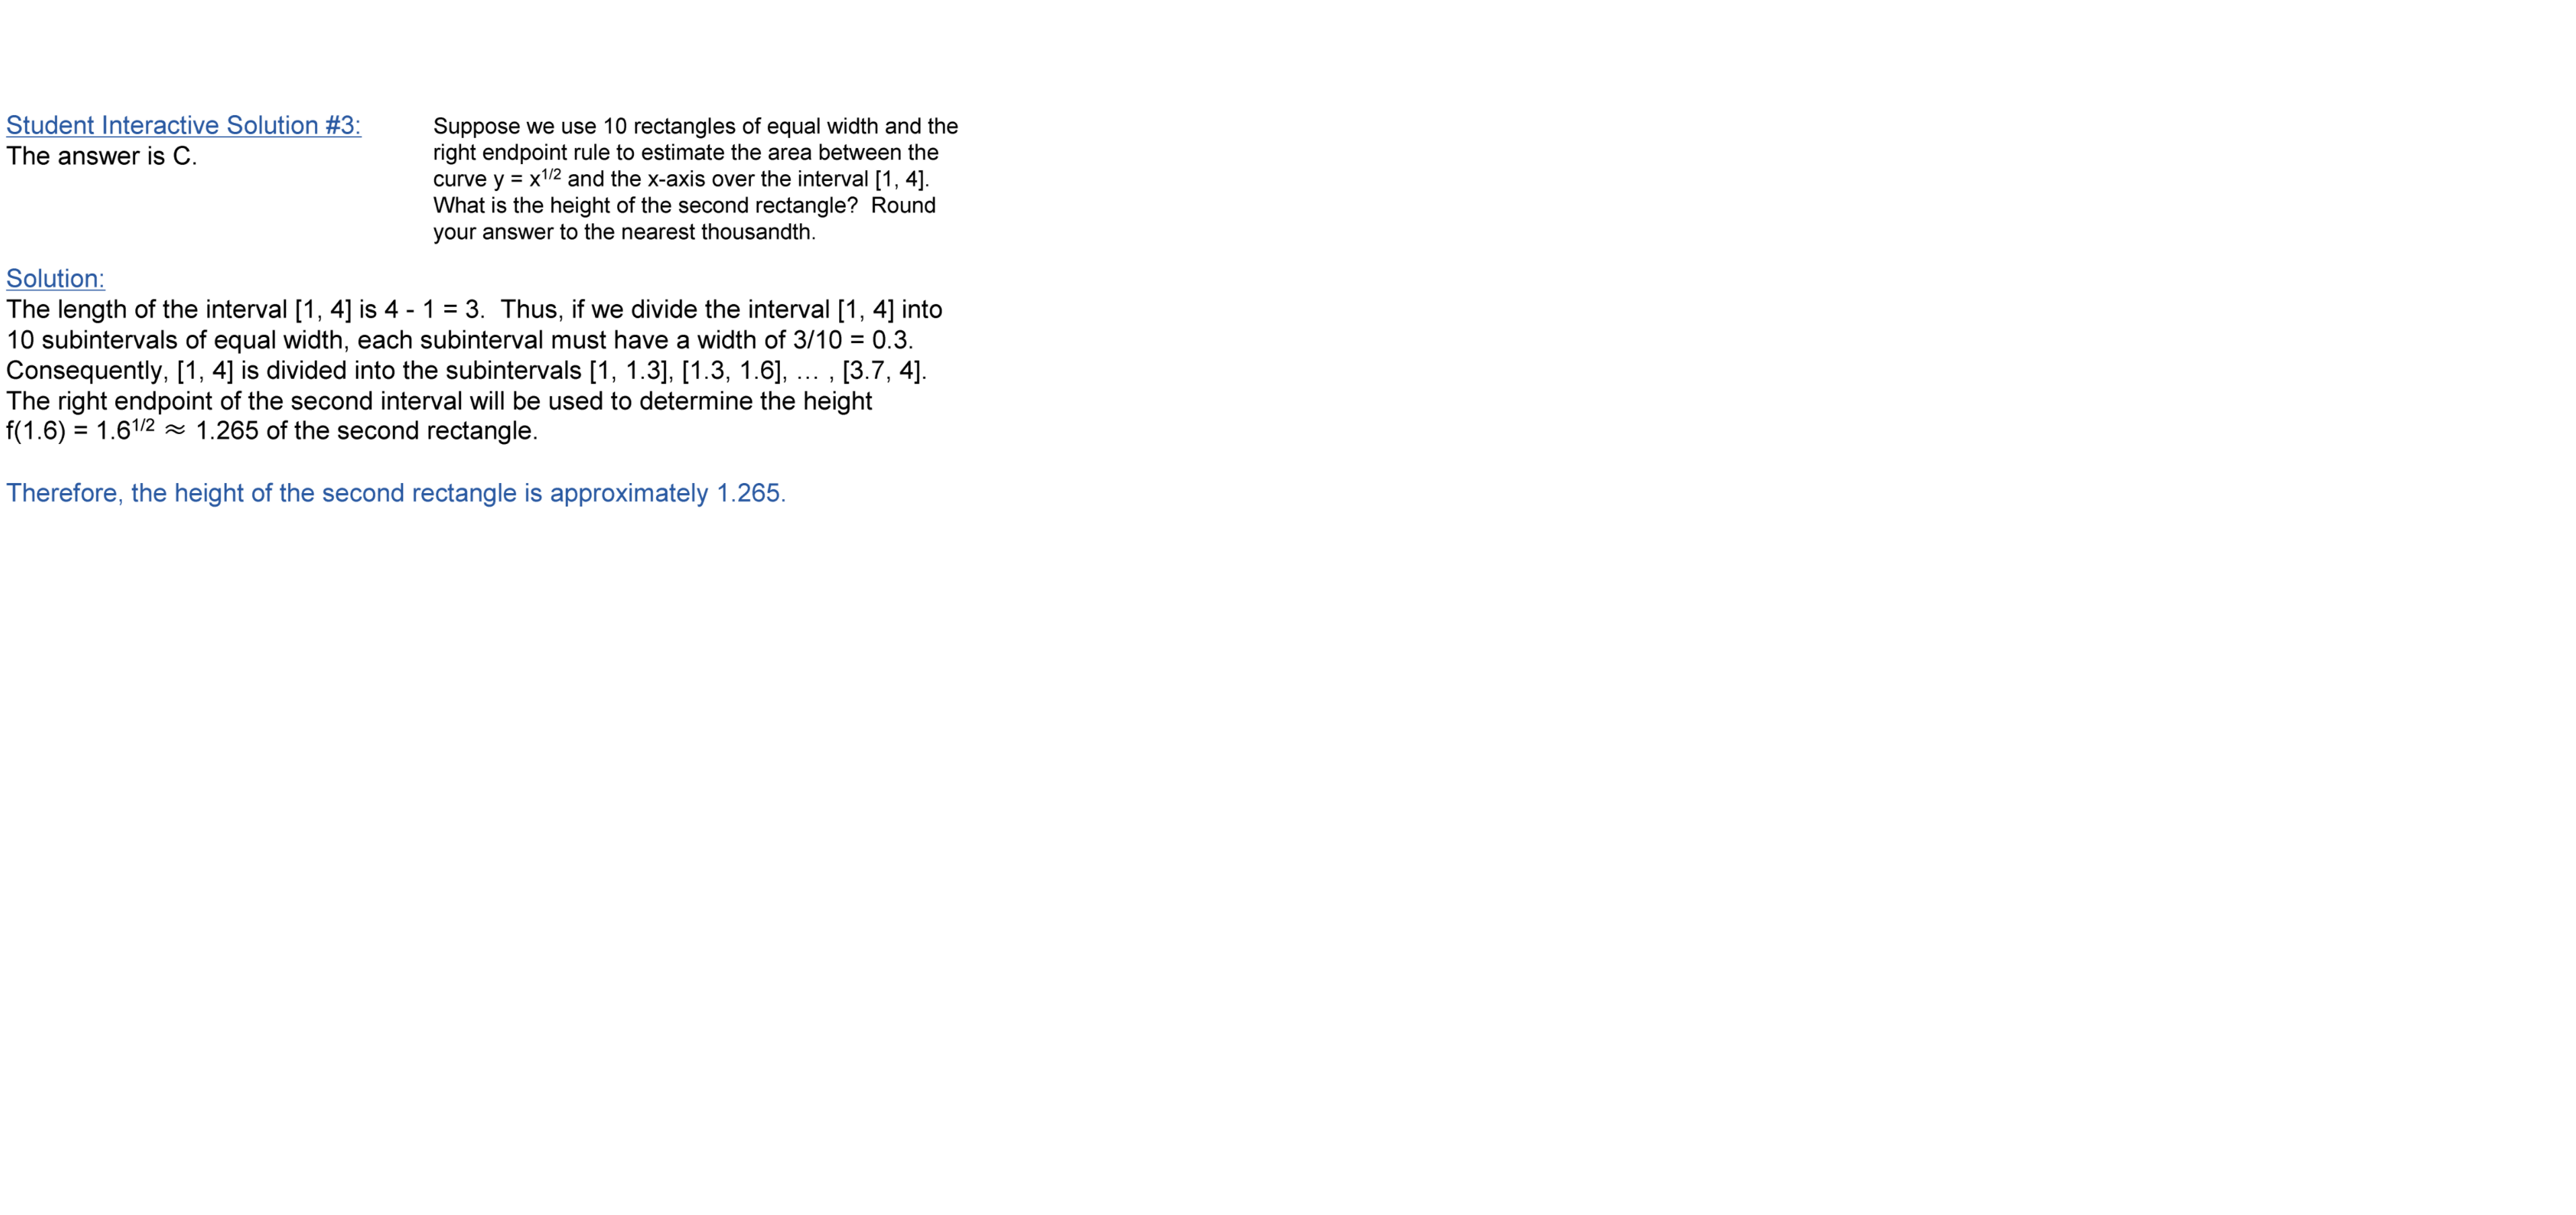 Student Interactive Solution #3:
The answer is C.
Suppose we use 10 rectangles of equal width and the
right endpoint rule to estimate the area between the
curve y = x^{1/2} and the x-axis over the interval [1, 4].
What is the height of the second rectangle?  Round
your answer to the nearest thousandth.
Solution:
The length of the interval [1, 4] is 4 - 1 = 3.  Thus, if we divide the interval [1, 4] into
10 subintervals of equal width, each subinterval must have a width of 3/10 = 0.3.
Consequently, [1, 4] is divided into the subintervals [1, 1.3], [1.3, 1.6], … , [3.7, 4].
The right endpoint of the second interval will be used to determine the height
f(1.6) = 1.6^{1/2} ≈ 1.265 of the second rectangle.
Therefore, the height of the second rectangle is approximately 1.265.